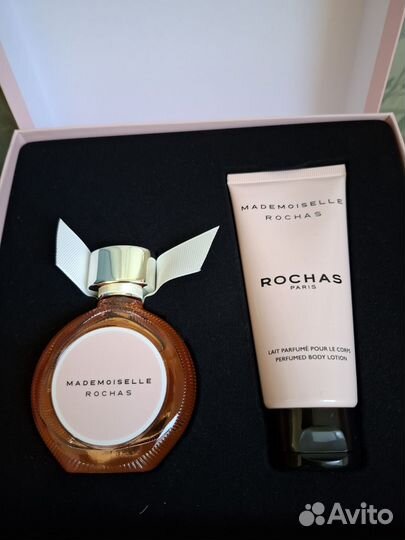 MADEMOISELLE
ROCHAS
ROCHAS
PARIS
LAIT PARFUMÉ POUR LE CORPS
PERFUMED BODY LOTION
MADEMOISELLE
ROCHAS
Avito